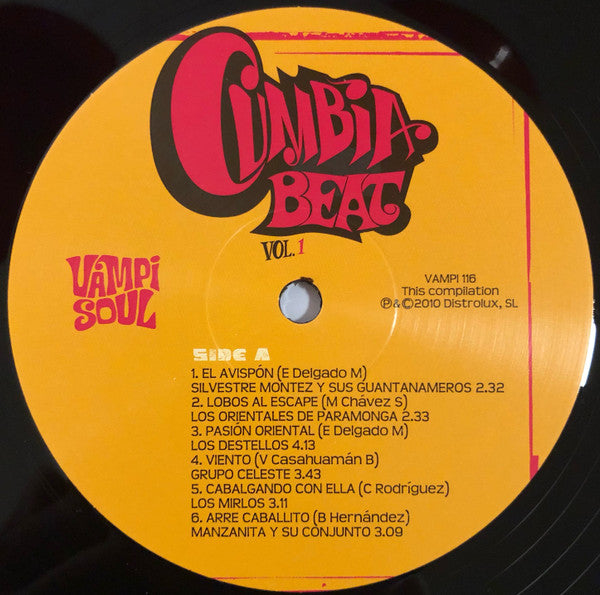 CUMBIA
BEAT
VOL.1
VAMPI
SOUL
VAMPI 116
This compilation
℗&©2010 Distrolux, SL
SIDE A
1. EL AVISPÓN (E Delgado M)
SILVESTRE MONTEZ Y SUS GUANTANAMEROS 2.32
2. LOBOS AL ESCAPE (M Chávez S)
LOS ORIENTALES DE PARAMONGA 2.33
3. PASIÓN ORIENTAL (E Delgado M)
LOS DESTELLOS 4.13
4. VIENTO (V Casahuamán B)
GRUPO CELESTE 3.43
5. CABALGANDO CON ELLA (C Rodríguez)
LOS MIRLOS 3.11
6. ARRE CABALLITO (B Hernández)
MANZANITA Y SU CONJUNTO 3.09